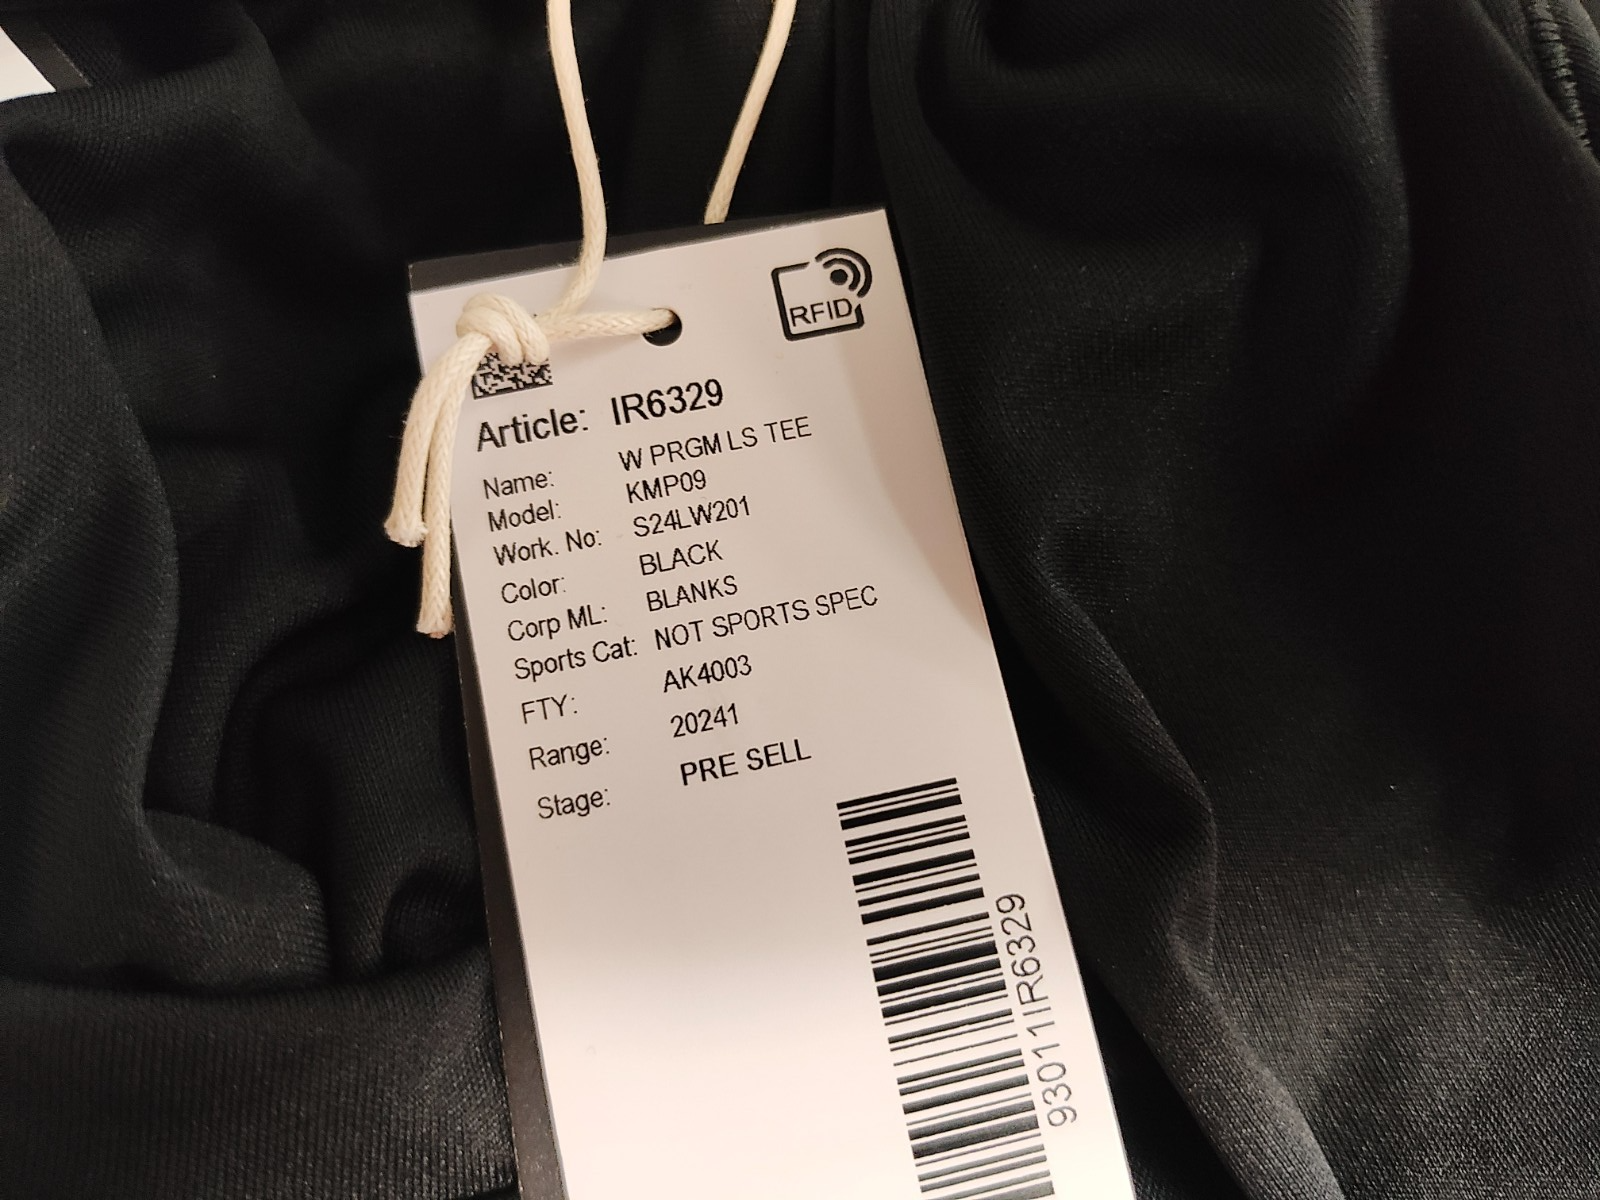 RFID
Article: IR6329
Name: W PRGM LS TEE
Model: KMP09
Work. No: S24LW201
Color: BLACK
Corp ML: BLANKS
Sports Cat: NOT SPORTS SPEC
FTY: AK4003
Range: 20241
Stage: PRE SELL
93011IR6329